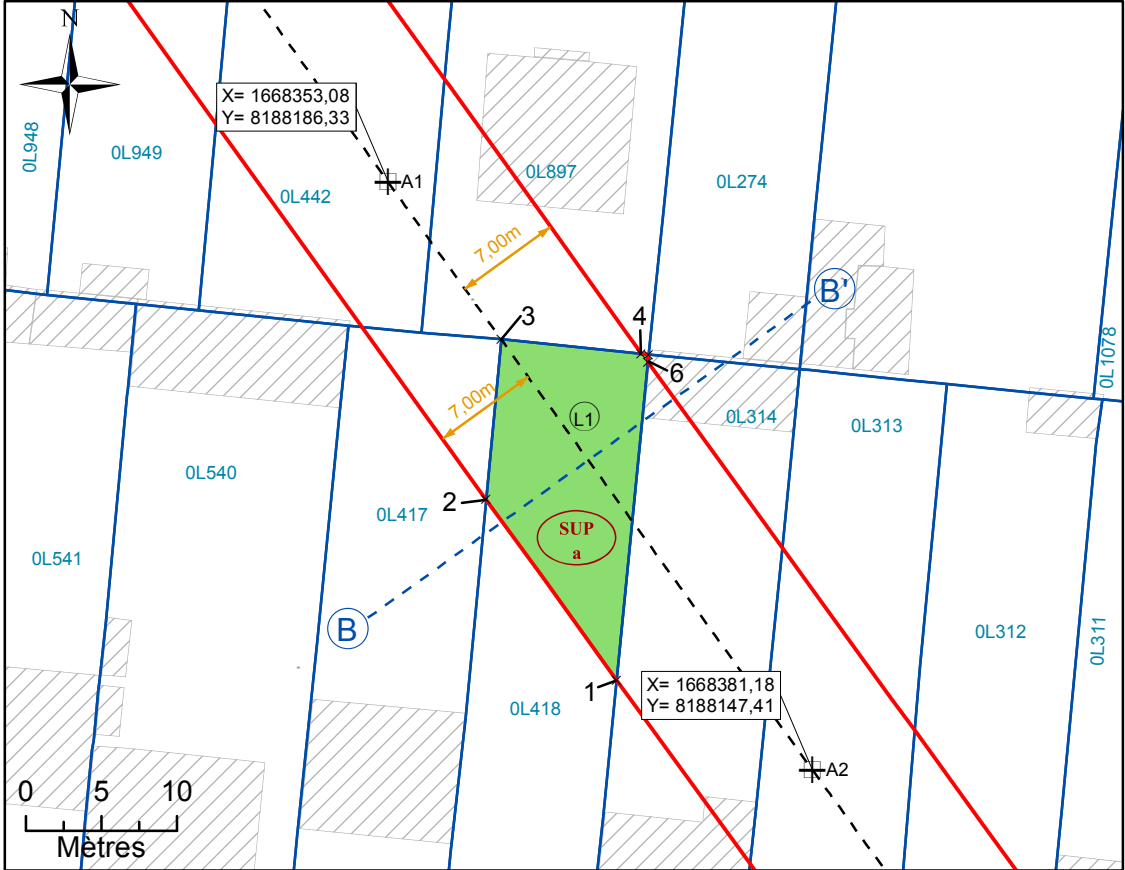 N
X= 1668353,08
Y= 8188186,33
0L948
0L949
0L442
A1
0L897
0L274
7,00m
B'
3
4
6
0L1078
7,00m
L1
0L314
0L313
0L540
2
0L417
SUP
a
0L541
B
0L312
0L311
1
X= 1668381,18
Y= 8188147,41
0L418
A2
0 5 10
Mètres